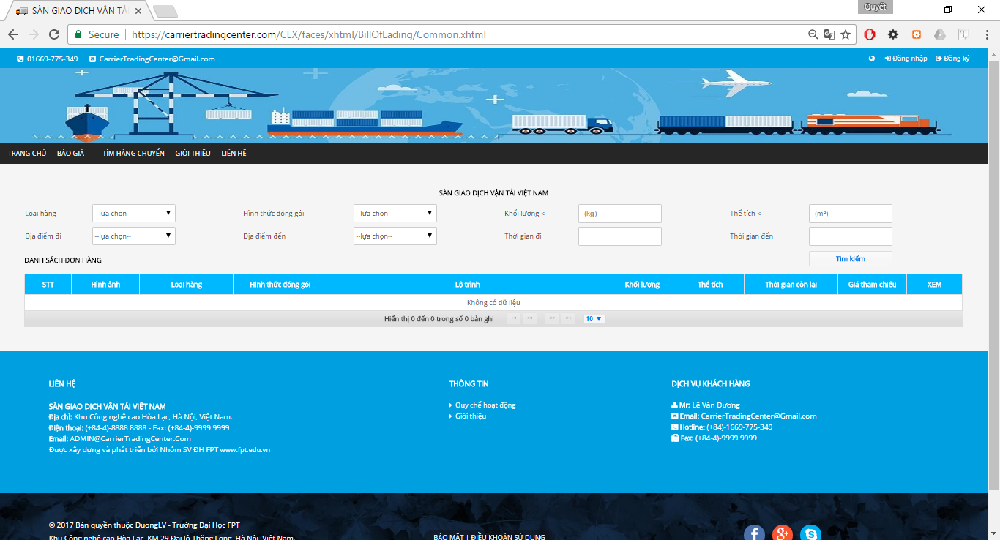 SÀN GIAO DỊCH VẬN TẢ
Quyết
Secure https://carriertradingcenter.com/CEX/faces/xhtml/BillOfLading/Common.xhtml
01669-775-349 CarrierTradingCenter@Gmail.com Đăng nhập Đăng ký
TRANG CHỦ BÁO GIÁ TÌM HÀNG CHUYỂN GIỚI THIỆU LIÊN HỆ
SÀN GIAO DỊCH VẬN TẢI VIỆT NAM
Loại hàng --lựa chọn-- Hình thức đóng gói --lựa chọn-- Khối lượng < (kg) Thể tích < (m³)
Địa điểm đi --lựa chọn-- Địa điểm đến --lựa chọn-- Thời gian đi Thời gian đến
DANH SÁCH ĐƠN HÀNG Tìm kiếm
STT Hình ảnh Loại hàng Hình thức đóng gói Lộ trình Khối lượng Thể tích Thời gian còn lại Giá tham chiếu XEM
Không có dữ liệu
Hiển thị 0 đến 0 trong số 0 bản ghi 10
LIÊN HỆ
SÀN GIAO DỊCH VẬN TẢI VIỆT NAM
Địa chỉ: Khu Công nghệ cao Hòa Lạc, Hà Nội, Việt Nam.
Điện thoại: (+84-4)-8888 8888 - Fax: (+84-4)-9999 9999
Email: ADMIN@CarrierTradingCenter.Com
Được xây dựng và phát triển bởi Nhóm SV ĐH FPT www.fpt.edu.vn
THÔNG TIN
Quy chế hoạt động
Giới thiệu
DỊCH VỤ KHÁCH HÀNG
Mr: Lê Văn Dương
Email: CarrierTradingCenter@Gmail.com
Hotline: (+84)-1669-775-349
Fax: (+84-4)-9999 9999
© 2017 Bản quyền thuộc DuongLV - Trường Đại Học FPT
Khu Công nghệ cao Hòa Lạc, KM 29 Đại lộ Thăng Long, Hà Nội, Việt Nam.
BẢO MẬT | ĐIỀU KHOẢN SỬ DỤNG